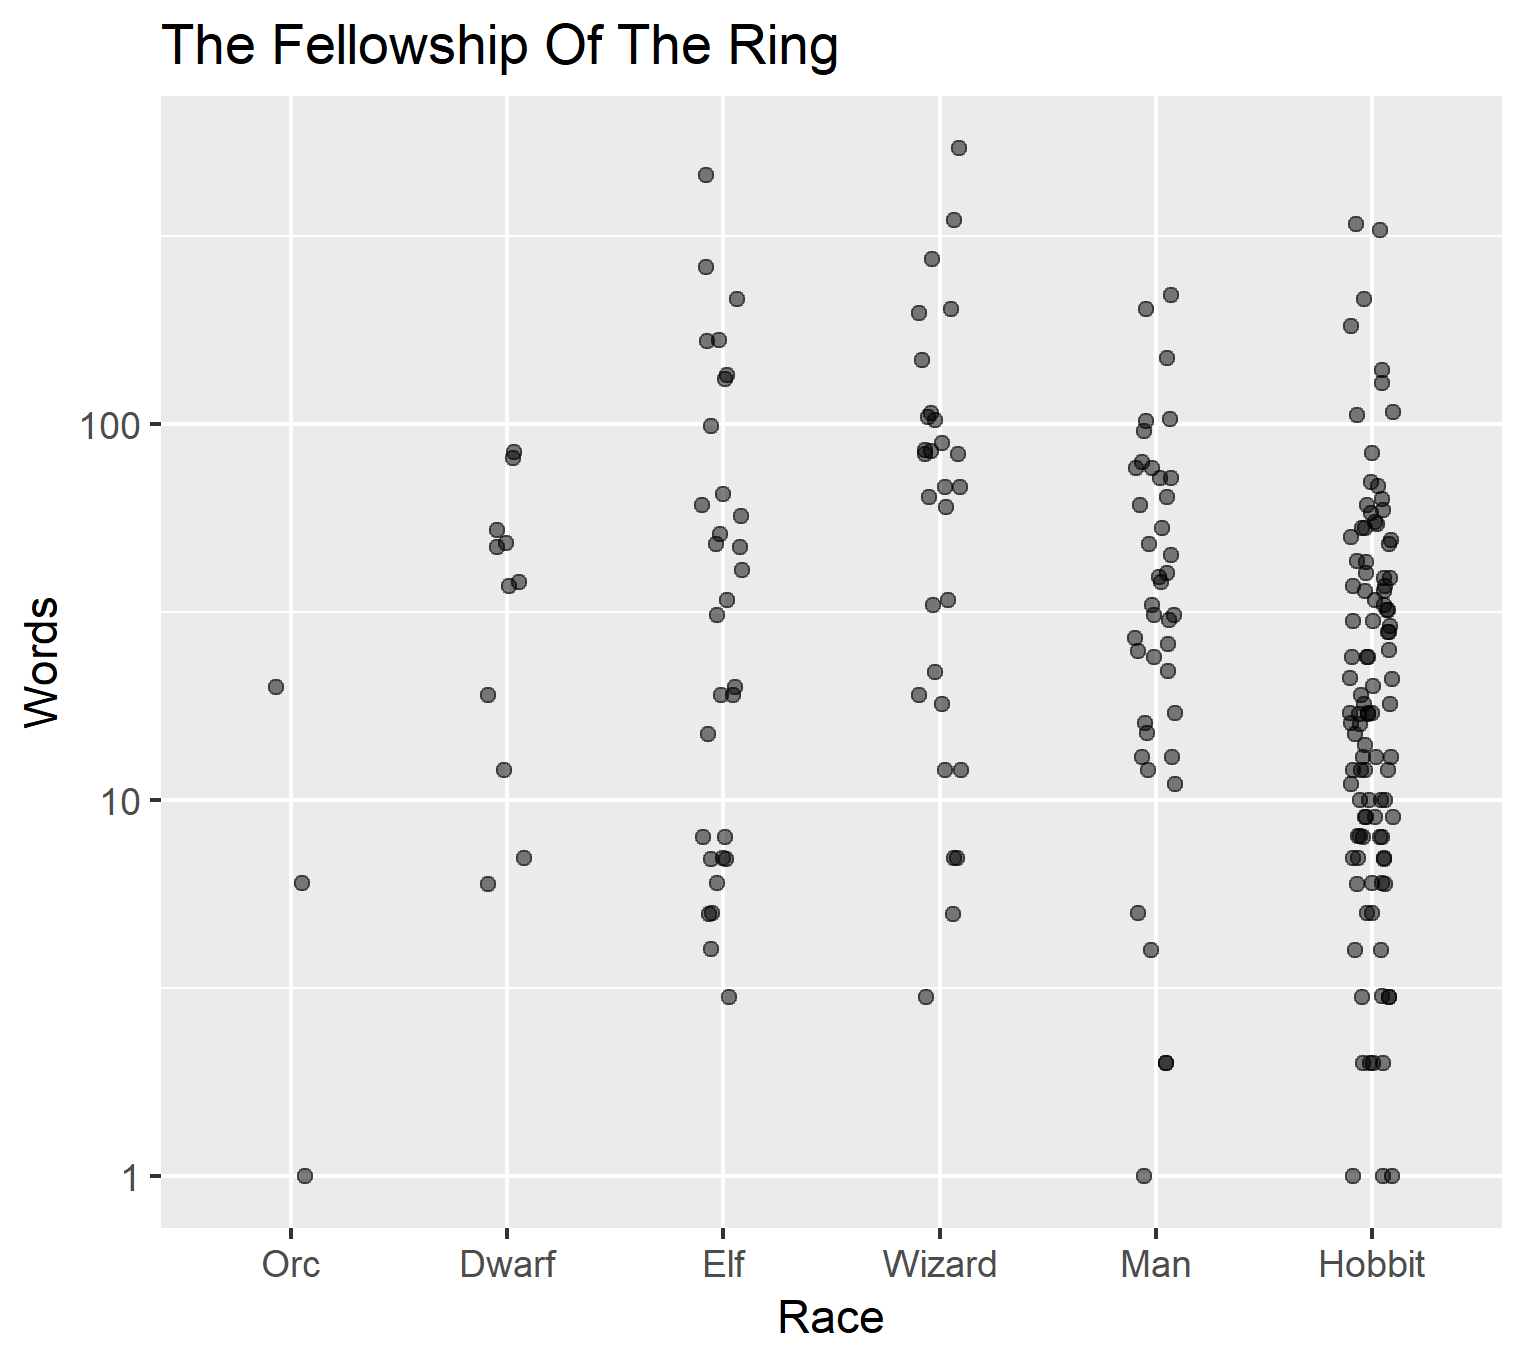 The Fellowship Of The Ring
Words
100
10
1
Orc Dwarf Elf Wizard Man Hobbit
Race